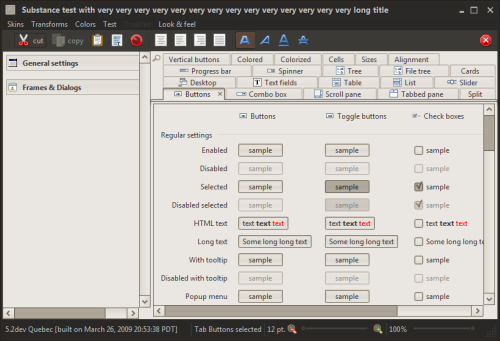 Substance test with very very very very very very very very very very very very very very very very long title
Skins Transforms Colors Test Browser Look & feel
cut copy
General settings
Frames & Dialogs
Vertical buttons Colored Colorized Cells Sizes Alignment
Progress bar Spinner Tree File tree Cards
Desktop Text fields Table List Slider
Buttons Combo box Scroll pane Tabbed pane Split
Buttons Toggle buttons Check boxes
Regular settings
Enabled sample sample sample
Disabled sample sample sample
Selected sample sample sample
Disabled selected sample sample sample
HTML text text text text text text text text text text
Long text Some long long text Some long long text Some long long tex
With tooltip sample sample sample
Disabled with tooltip sample sample sample
Popup menu sample sample sample
5.2dev Quebec [built on March 26, 2009 20:53:38 PDT] Tab Buttons selected 12 pt. 100%